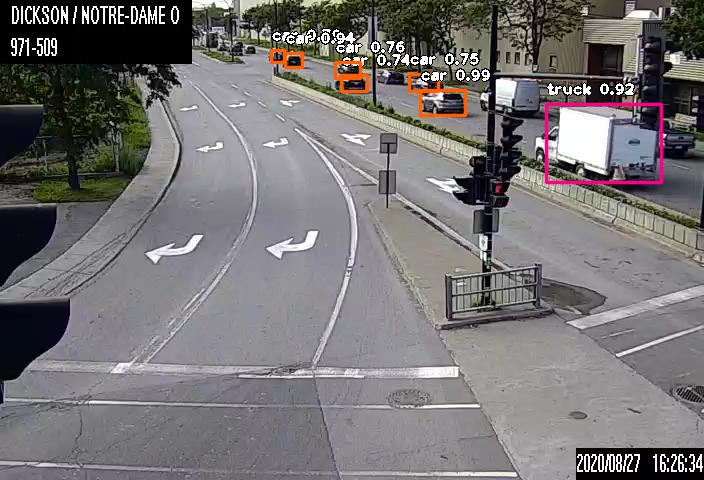 DICKSON / NOTRE-DAME O
971-509
car 0.94
car 0.76
car 0.74
car 0.75
car 0.99
truck 0.92
2020/08/27 16:26:34